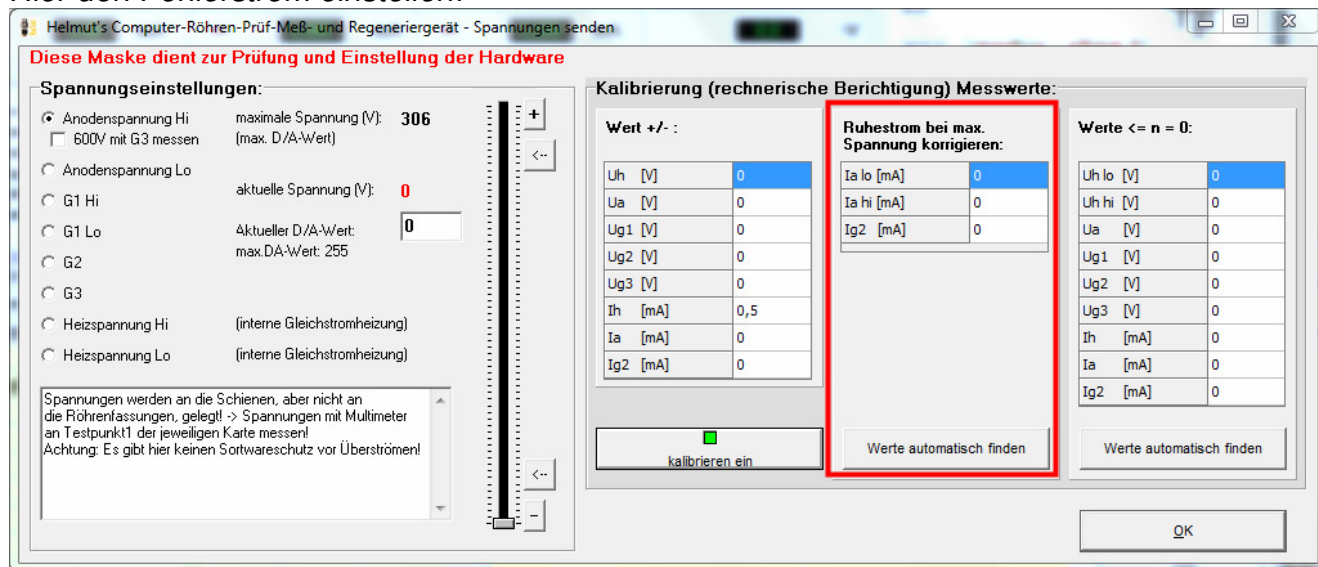 Helmut's Computer-Röhren-Prüf-Meß- und Regeneriergerät - Spannungen senden
Diese Maske dient zur Prüfung und Einstellung der Hardware
Spannungseinstellungen:
Anodenspannung Hi
600V mit G3 messen
Anodenspannung Lo
G1 Hi
G1 Lo
G2
G3
Heizspannung Hi
Heizspannung Lo
maximale Spannung (V): 306
(max. D/A-Wert)
aktuelle Spannung (V): 0
Aktueller D/A-Wert: 0
max.DA-Wert: 255
(interne Gleichstromheizung)
(interne Gleichstromheizung)
+
<--
<--
-
Spannungen werden an die Schienen, aber nicht an
die Röhrenfassungen, gelegt! -> Spannungen mit Multimeter
an Testpunkt1 der jeweiligen Karte messen!
Achtung: Es gibt hier keinen Sortwareschutz vor Überströmen!
Kalibrierung (rechnerische Berichtigung) Messwerte:
Wert +/- :
Uh [V] 0
Ua [V] 0
Ug1 [V] 0
Ug2 [V] 0
Ug3 [V] 0
Ih [mA] 0,5
Ia [mA] 0
Ig2 [mA] 0
kalibrieren ein
Ruhestrom bei max.
Spannung korrigieren:
Ia lo [mA] 0
Ia hi [mA] 0
Ig2 [mA] 0
Werte automatisch finden
Werte <= n = 0:
Uh lo [V] 0
Uh hi [V] 0
Ua [V] 0
Ug1 [V] 0
Ug2 [V] 0
Ug3 [V] 0
Ih [mA] 0
Ia [mA] 0
Ig2 [mA] 0
Werte automatisch finden
OK